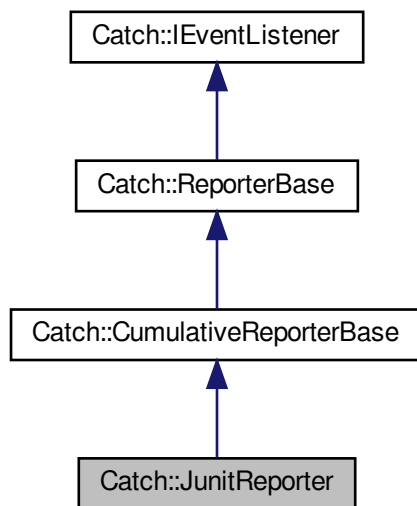 Catch::IEventListener
Catch::ReporterBase
Catch::CumulativeReporterBase
Catch::JunitReporter